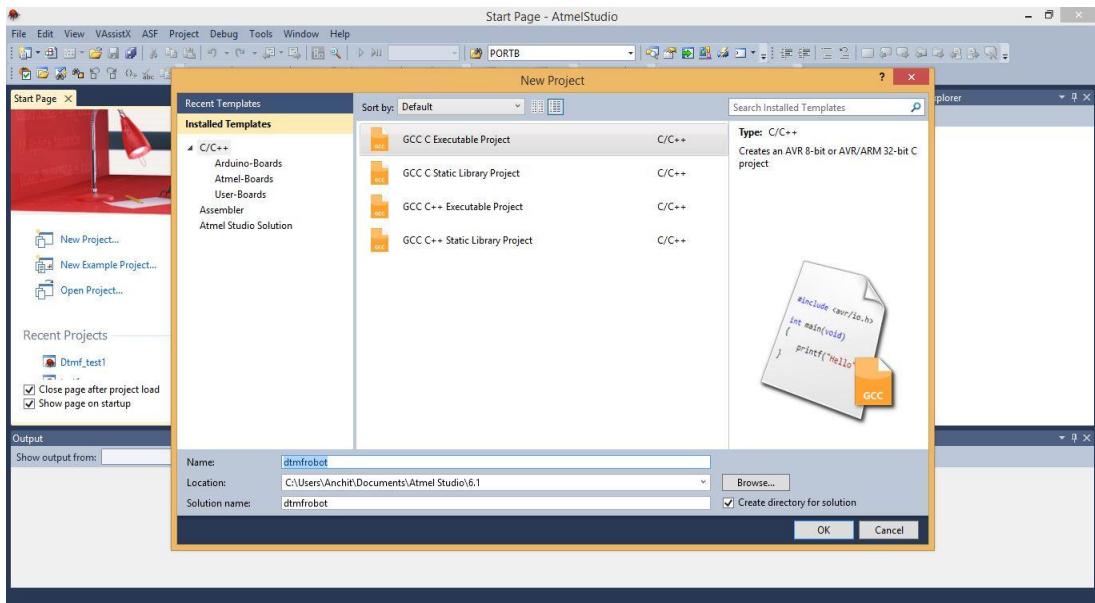 Start Page - AtmelStudio
File Edit View VAssistX ASF Project Debug Tools Window Help
PORTB
New Project
?
Start Page
plorer
Recent Templates
Installed Templates
C/C++
Arduino-Boards
Atmel-Boards
User-Boards
Assembler
Atmel Studio Solution
Sort by: Default
Search Installed Templates
GCC C Executable Project C/C++
GCC C Static Library Project C/C++
GCC C++ Executable Project C/C++
GCC C++ Static Library Project C/C++
Type: C/C++
Creates an AVR 8-bit or AVR/ARM 32-bit C
project
#include <avr/io.h>
int main(void)
{
printf("Hello"
}
GCC
New Project...
New Example Project...
Open Project...
Recent Projects
Dtmf_test1
Close page after project load
Show page on startup
Output
Show output from:
Name: dtmfrobot
Location: C:\Users\Anchit\Documents\Atmel Studio\6.1
Browse...
Solution name: dtmfrobot
Create directory for solution
OK Cancel